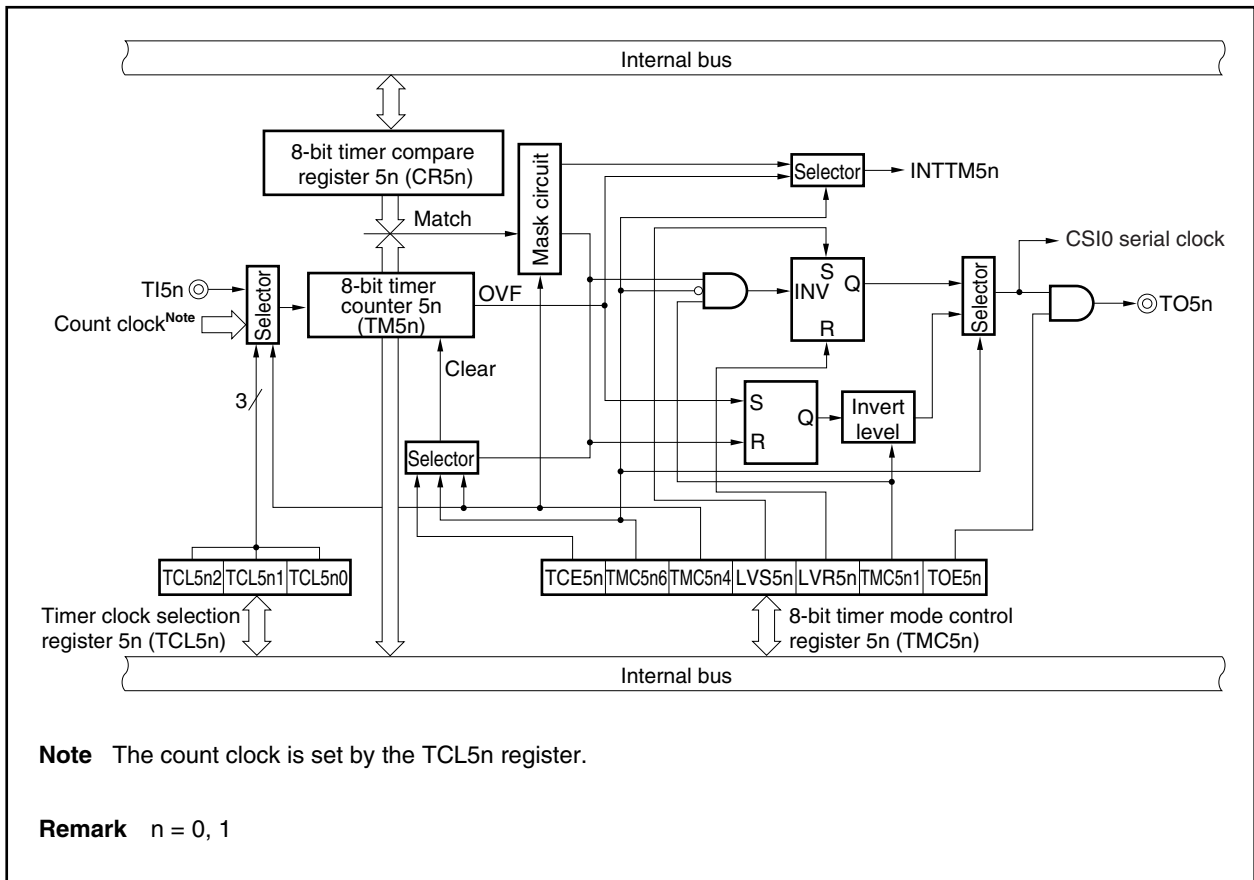 Internal bus
8-bit timer compare
register 5n (CR5n)
Match
Mask circuit
Selector
INTTM5n
CSI0 serial clock
TI5n
Count clockNote
Selector
8-bit timer
counter 5n
(TM5n)
OVF
Clear
S
INV
Q
R
Selector
TO5n
3
S
Q
R
Invert
level
Selector
TCL5n2 TCL5n1 TCL5n0
TCE5n TMC5n6 TMC5n4 LVS5n LVR5n TMC5n1 TOE5n
Timer clock selection
register 5n (TCL5n)
8-bit timer mode control
register 5n (TMC5n)
Internal bus
Note The count clock is set by the TCL5n register.
Remark n = 0, 1